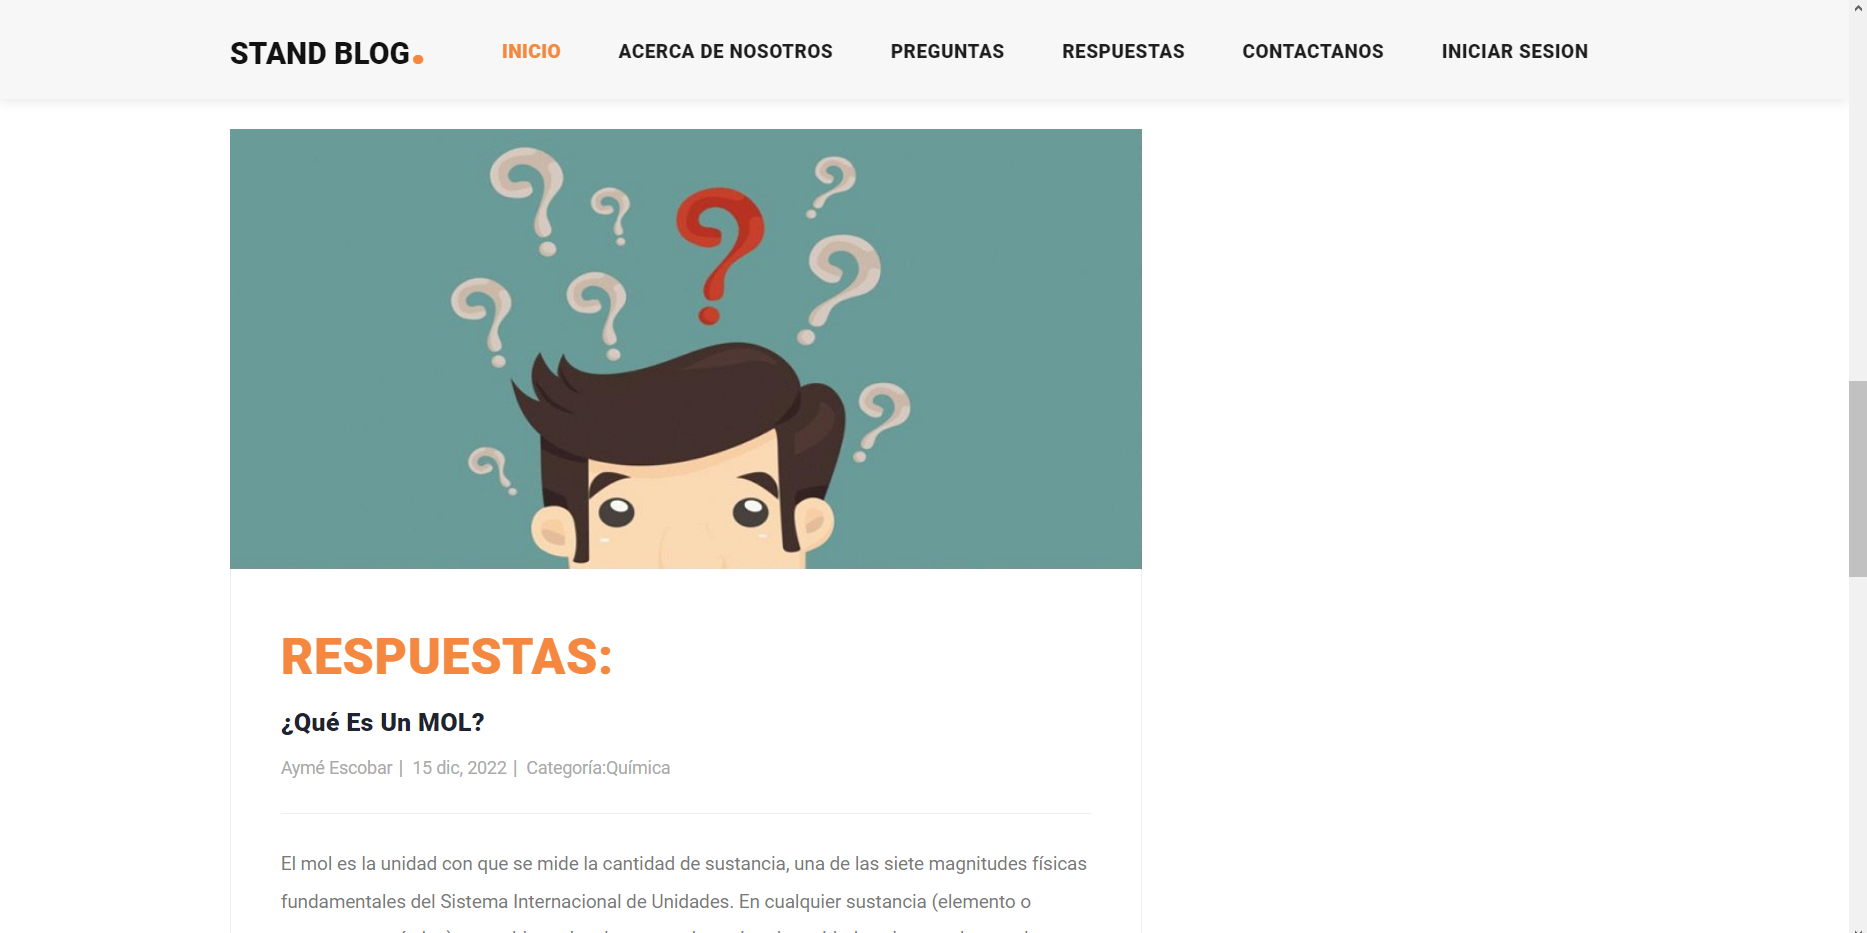 STAND BLOG.
INICIO
ACERCA DE NOSOTROS
PREGUNTAS
RESPUESTAS
CONTACTANOS
INICIAR SESION
RESPUESTAS:
¿Qué Es Un MOL?
Aymé Escobar | 15 dic, 2022 | Categoría:Química
El mol es la unidad con que se mide la cantidad de sustancia, una de las siete magnitudes físicas
fundamentales del Sistema Internacional de Unidades. En cualquier sustancia (elemento o